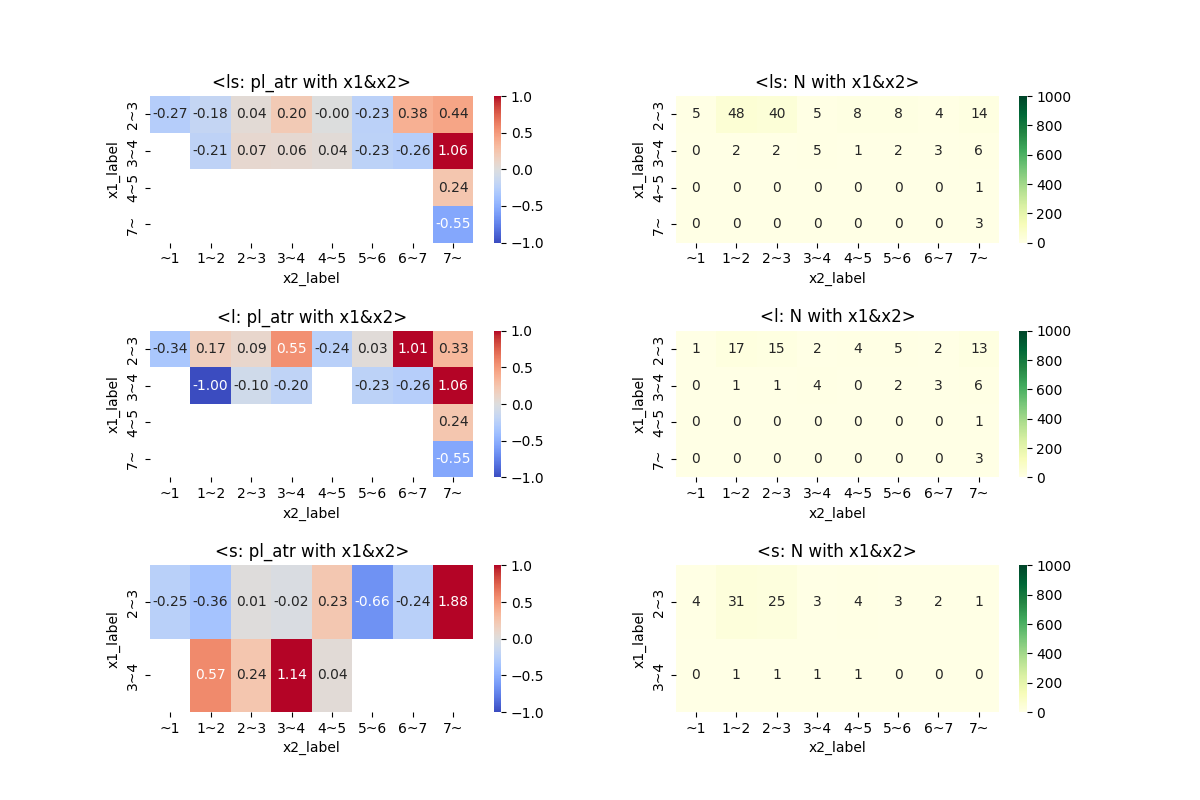 <ls: pl_atr with x1&x2>
x1_label
2~3 -0.27 -0.18 0.04 0.20 -0.00 -0.23 0.38 0.44
3~4 -0.21 0.07 0.06 0.04 -0.23 -0.26 1.06
4~5 0.24
7~ -0.55
~1 1~2 2~3 3~4 4~5 5~6 6~7 7~
x2_label
1.0
0.5
0.0
−0.5
−1.0
<ls: N with x1&x2>
x1_label
2~3 5 48 40 5 8 8 4 14
3~4 0 2 2 5 1 2 3 6
4~5 0 0 0 0 0 0 0 1
7~ 0 0 0 0 0 0 0 3
~1 1~2 2~3 3~4 4~5 5~6 6~7 7~
x2_label
1000
800
600
400
200
0
<l: pl_atr with x1&x2>
x1_label
2~3 -0.34 0.17 0.09 0.55 -0.24 0.03 1.01 0.33
3~4 -1.00 -0.10 -0.20 -0.23 -0.26 1.06
4~5 0.24
7~ -0.55
~1 1~2 2~3 3~4 4~5 5~6 6~7 7~
x2_label
1.0
0.5
0.0
−0.5
−1.0
<l: N with x1&x2>
x1_label
2~3 1 17 15 2 4 5 2 13
3~4 0 1 1 4 0 2 3 6
4~5 0 0 0 0 0 0 0 1
7~ 0 0 0 0 0 0 0 3
~1 1~2 2~3 3~4 4~5 5~6 6~7 7~
x2_label
1000
800
600
400
200
0
<s: pl_atr with x1&x2>
x1_label
2~3 -0.25 -0.36 0.01 -0.02 0.23 -0.66 -0.24 1.88
3~4 0.57 0.24 1.14 0.04
~1 1~2 2~3 3~4 4~5 5~6 6~7 7~
x2_label
1.0
0.5
0.0
−0.5
−1.0
<s: N with x1&x2>
x1_label
2~3 4 31 25 3 4 3 2 1
3~4 0 1 1 1 1 0 0 0
~1 1~2 2~3 3~4 4~5 5~6 6~7 7~
x2_label
1000
800
600
400
200
0